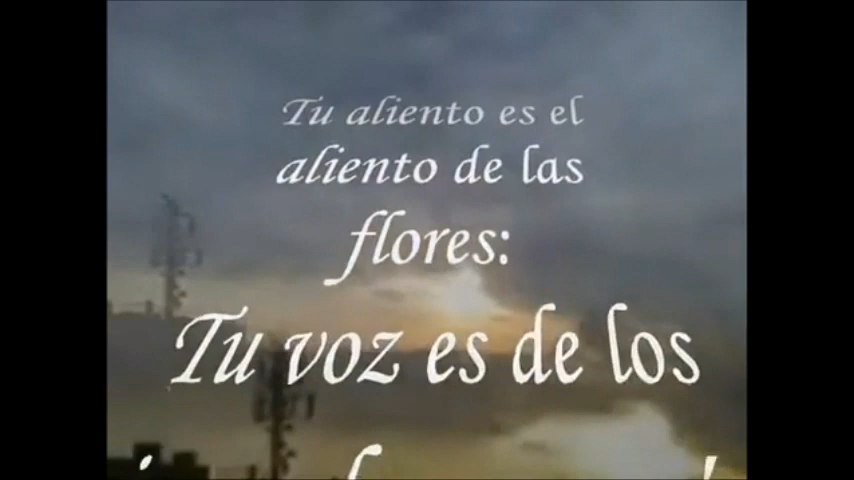 Tu aliento es el
aliento de las
flores:
Tu voz es de los